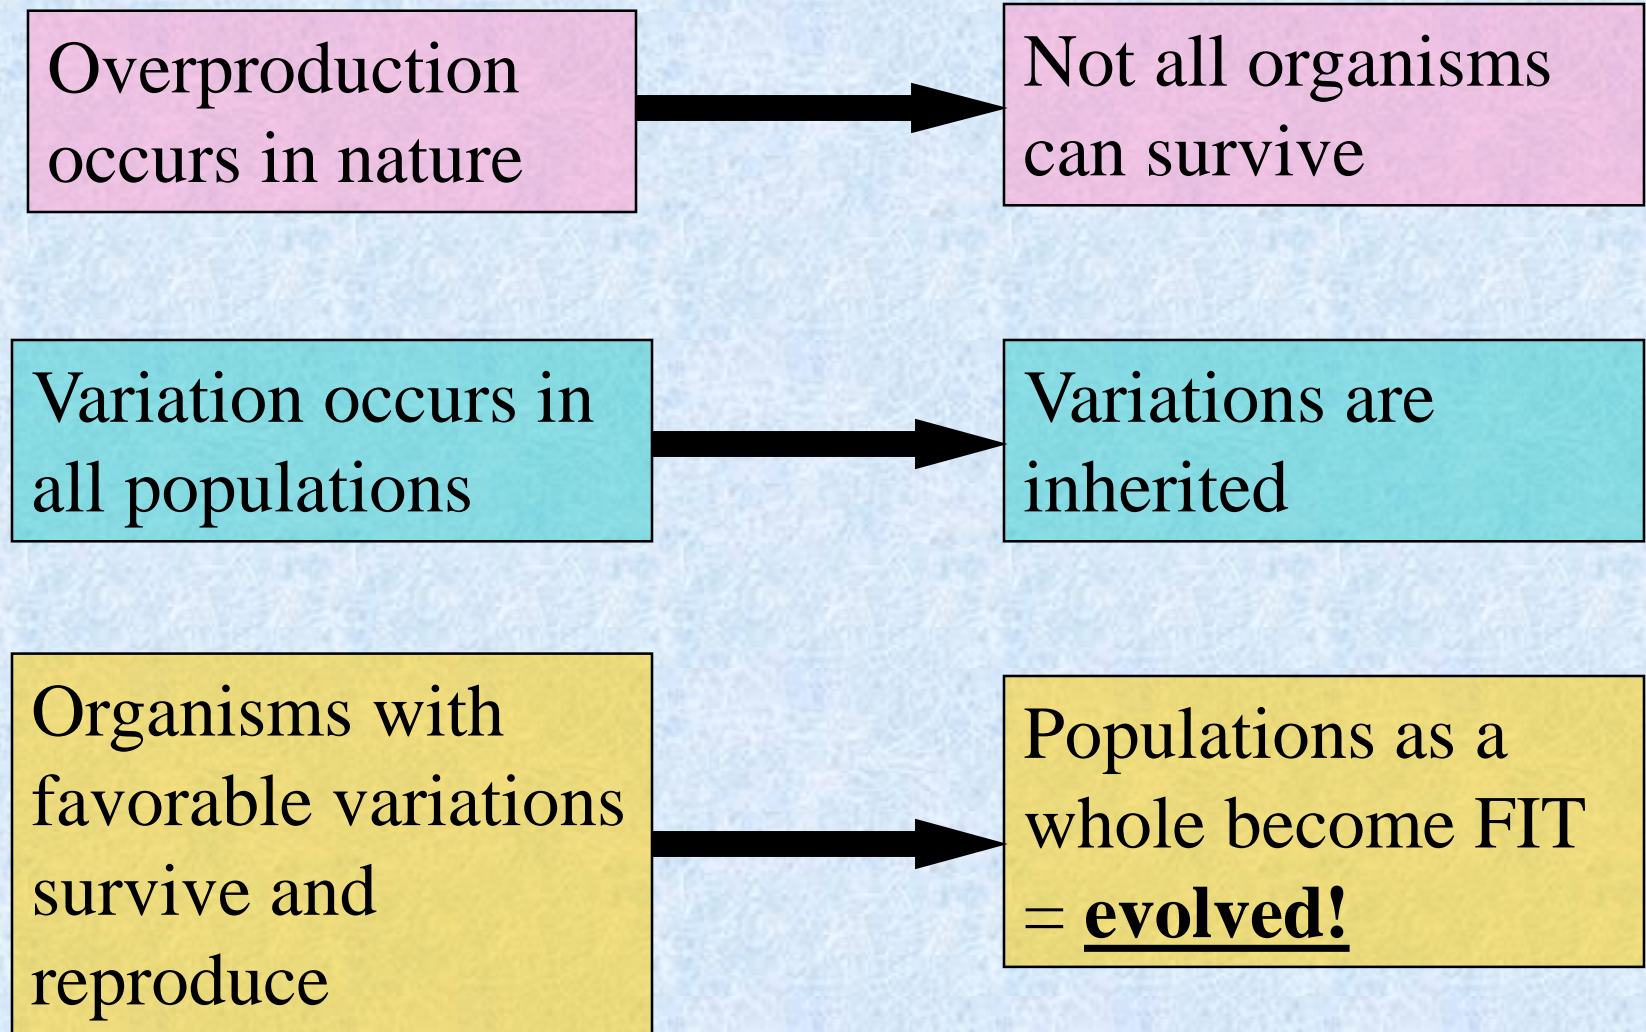 Overproduction
occurs in nature
Not all organisms
can survive
Variation occurs in
all populations
Variations are
inherited
Organisms with
favorable variations
survive and
reproduce
Populations as a
whole become FIT
= evolved!